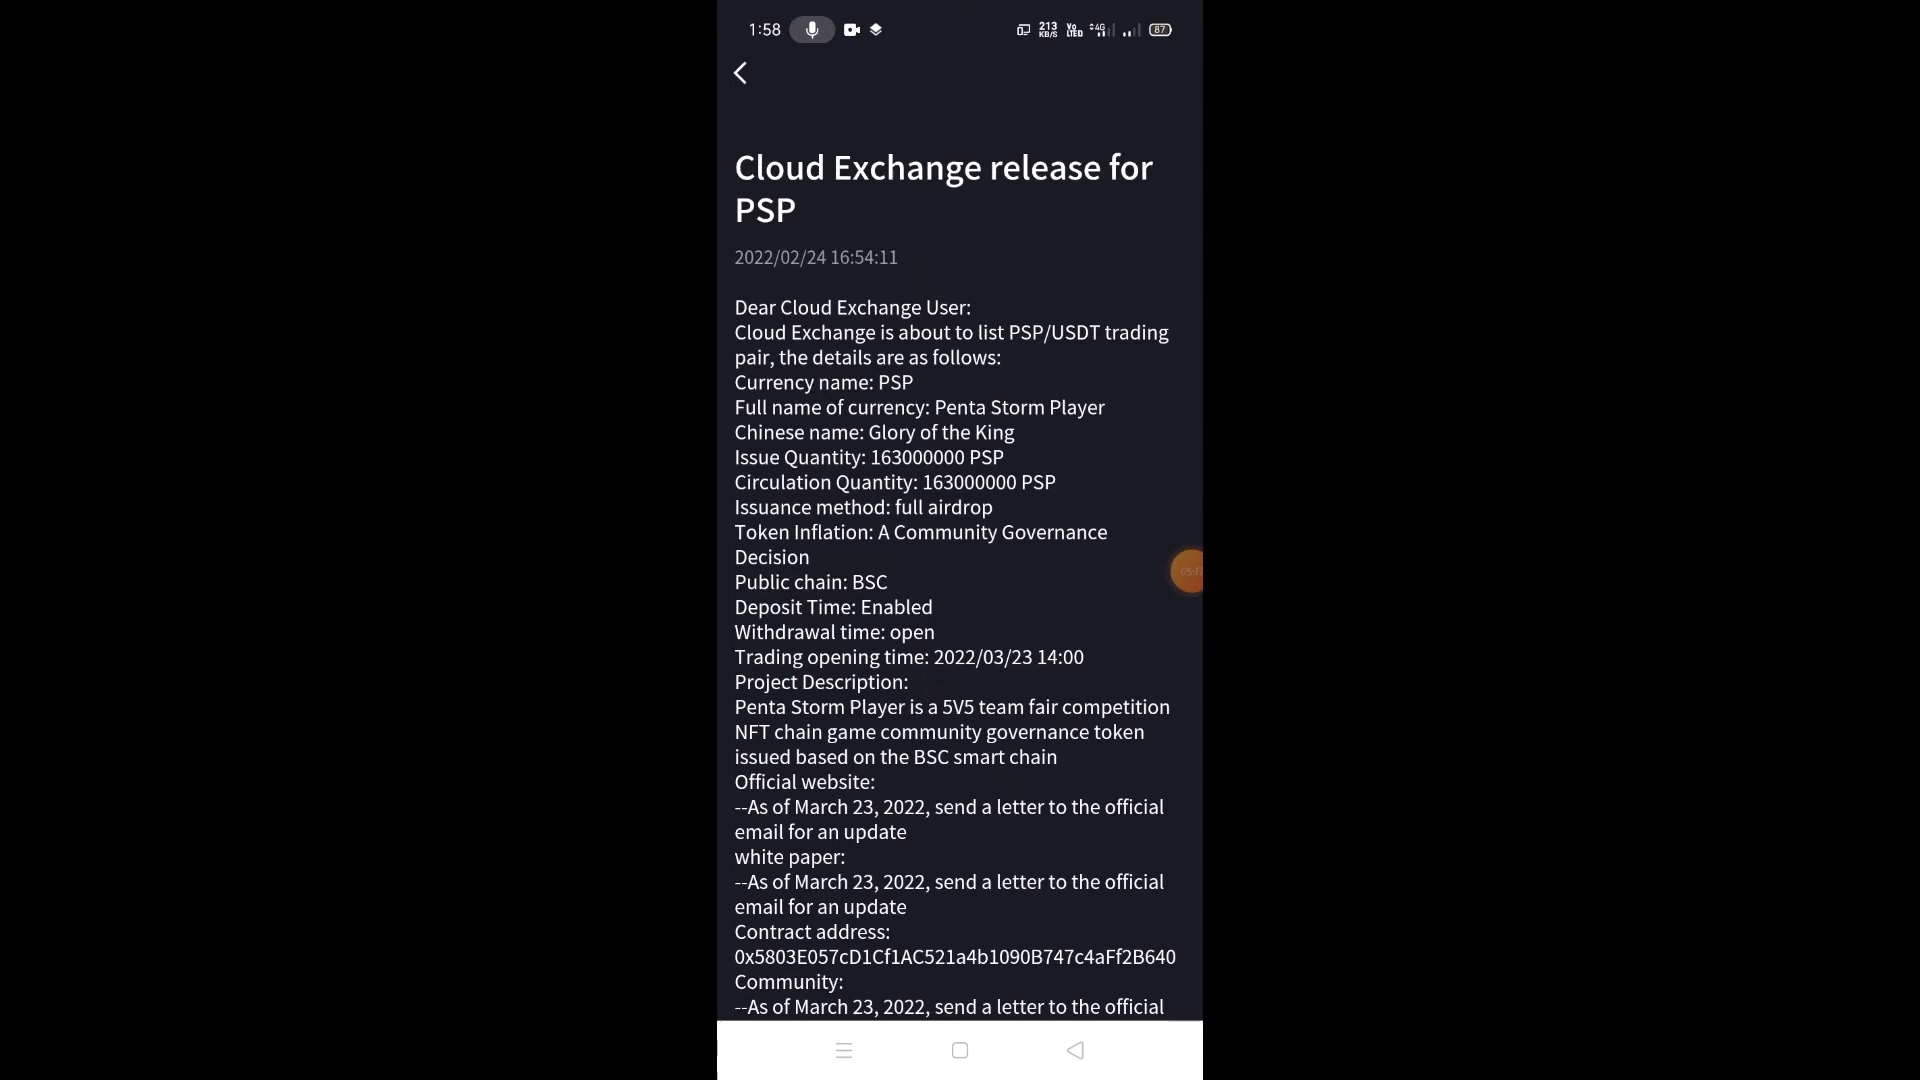 1:58
213
KB/S
Vo
LTED
4G
87
Cloud Exchange release for
PSP
2022/02/24 16:54:11
Dear Cloud Exchange User:
Cloud Exchange is about to list PSP/USDT trading
pair, the details are as follows:
Currency name: PSP
Full name of currency: Penta Storm Player
Chinese name: Glory of the King
Issue Quantity: 163000000 PSP
Circulation Quantity: 163000000 PSP
Issuance method: full airdrop
Token Inflation: A Community Governance
Decision
Public chain: BSC
Deposit Time: Enabled
Withdrawal time: open
Trading opening time: 2022/03/23 14:00
Project Description:
Penta Storm Player is a 5V5 team fair competition
NFT chain game community governance token
issued based on the BSC smart chain
Official website:
--As of March 23, 2022, send a letter to the official
email for an update
white paper:
--As of March 23, 2022, send a letter to the official
email for an update
Contract address:
0x5803E057cD1Cf1AC521a4b1090B747c4aFf2B640
Community:
--As of March 23, 2022, send a letter to the official